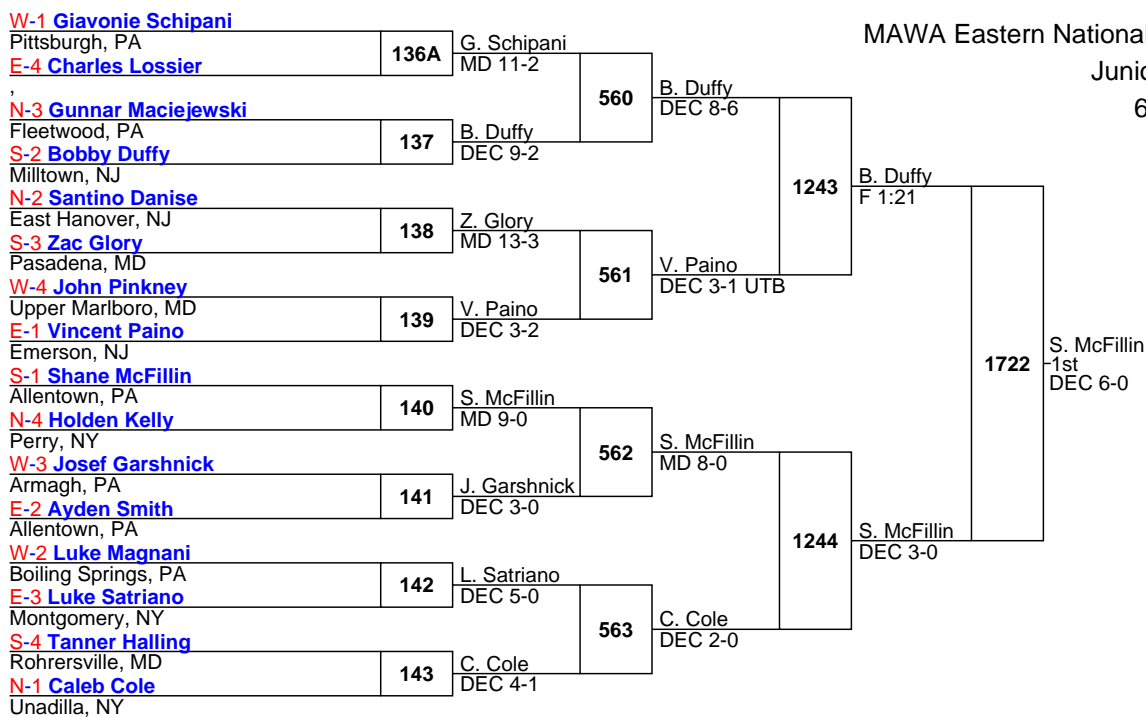 MAWA Eastern National
Junio
6
W-1 Giavonie Schipani
Pittsburgh, PA
E-4 Charles Lossier
,
N-3 Gunnar Maciejewski
Fleetwood, PA
S-2 Bobby Duffy
Milltown, NJ
N-2 Santino Danise
East Hanover, NJ
S-3 Zac Glory
Pasadena, MD
W-4 John Pinkney
Upper Marlboro, MD
E-1 Vincent Paino
Emerson, NJ
S-1 Shane McFillin
Allentown, PA
N-4 Holden Kelly
Perry, NY
W-3 Josef Garshnick
Armagh, PA
E-2 Ayden Smith
Allentown, PA
W-2 Luke Magnani
Boiling Springs, PA
E-3 Luke Satriano
Montgomery, NY
S-4 Tanner Halling
Rohrersville, MD
N-1 Caleb Cole
Unadilla, NY
136A
137
138
139
140
141
142
143
G. Schipani
MD 11-2
B. Duffy
DEC 9-2
Z. Glory
MD 13-3
V. Paino
DEC 3-2
S. McFillin
MD 9-0
J. Garshnick
DEC 3-0
L. Satriano
DEC 5-0
C. Cole
DEC 4-1
560
561
562
563
B. Duffy
DEC 8-6
V. Paino
DEC 3-1 UTB
S. McFillin
MD 8-0
C. Cole
DEC 2-0
1243
1244
B. Duffy
F 1:21
S. McFillin
DEC 3-0
1722
S. McFillin
1st
DEC 6-0